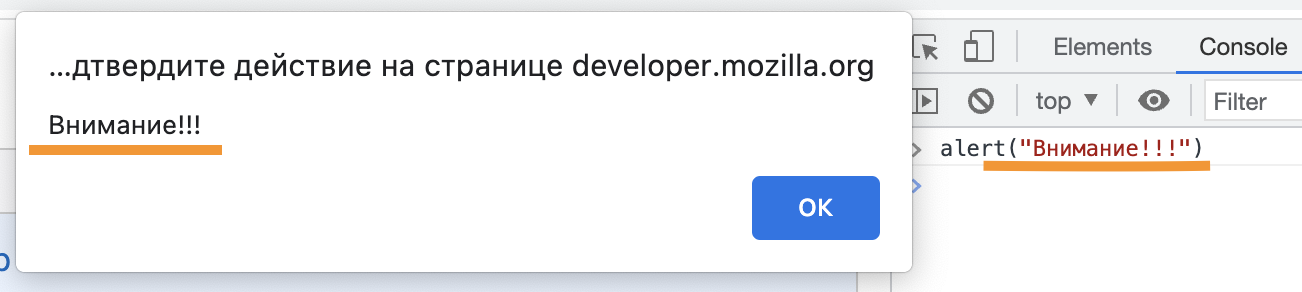 ...дтвердите действие на странице developer.mozilla.org
Внимание!!!
OK
Elements Console
top Filter
alert("Внимание!!!")